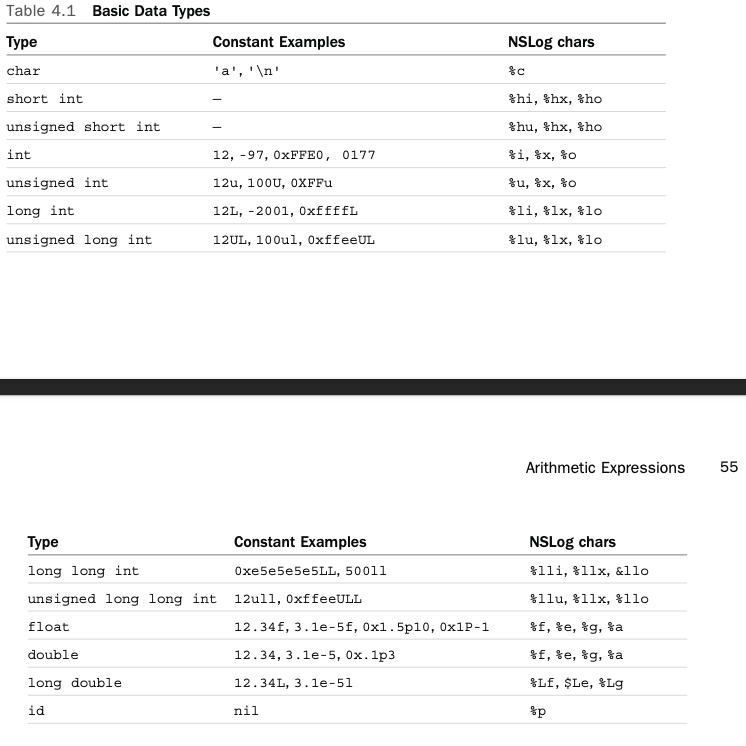 Table 4.1 Basic Data Types
Type Constant Examples NSLog chars
char 'a', '\n' %c
short int — %hi, %hx, %ho
unsigned short int — %hu, %hx, %ho
int 12, -97, 0xFFE0, 0177 %i, %x, %o
unsigned int 12u, 100U, 0XFFu %u, %x, %o
long int 12L, -2001, 0xffffL %li, %lx, %lo
unsigned long int 12UL, 100ul, 0xffeeUL %lu, %lx, %lo
Arithmetic Expressions 55
Type Constant Examples NSLog chars
long long int 0xe5e5e5e5LL, 500ll %lli, %llx, &llo
unsigned long long int 12ull, 0xffeeULL %llu, %llx, %llo
float 12.34f, 3.1e-5f, 0x1.5p10, 0x1P-1 %f, %e, %g, %a
double 12.34, 3.1e-5, 0x.1p3 %f, %e, %g, %a
long double 12.34L, 3.1e-5l %Lf, $Le, %Lg
id nil %p